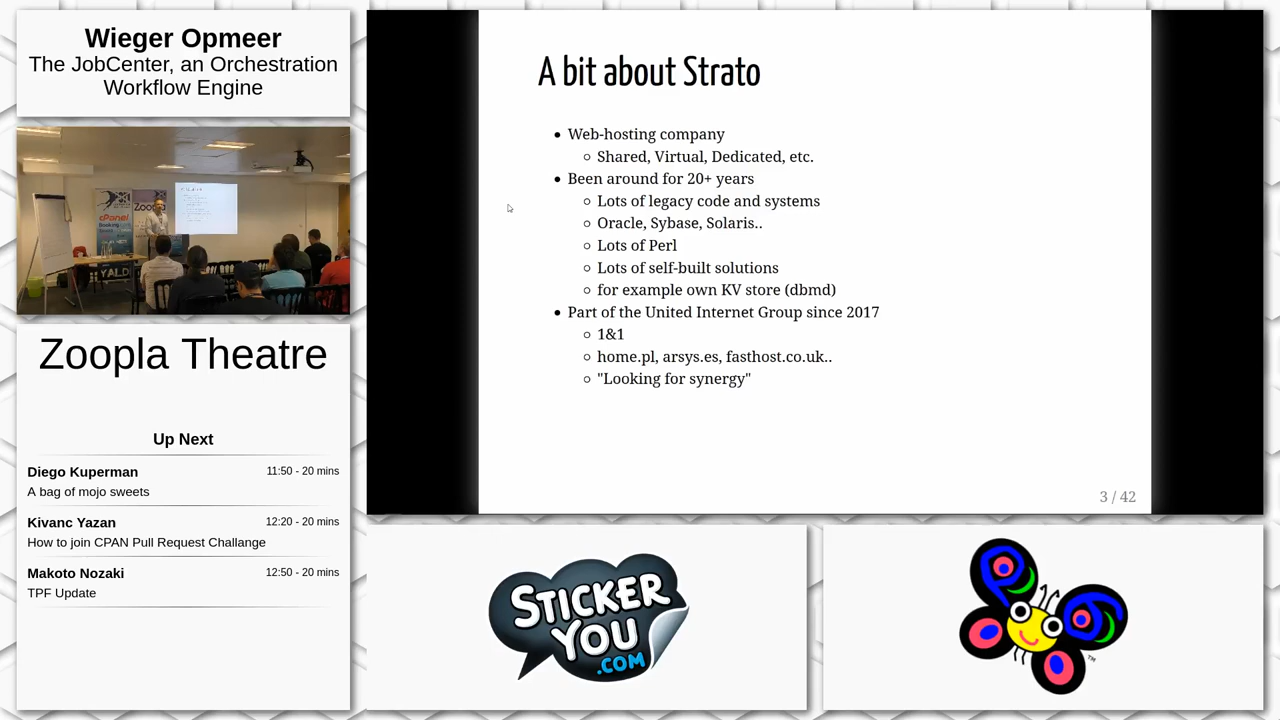 Wieger Opmeer
The JobCenter, an Orchestration
Workflow Engine
cPanel
Zoopla
YALD
Zoopla Theatre
Up Next
Diego Kuperman 11:50 - 20 mins
A bag of mojo sweets
Kivanc Yazan 12:20 - 20 mins
How to join CPAN Pull Request Challange
Makoto Nozaki 12:50 - 20 mins
TPF Update
A bit about Strato
Web-hosting company
Shared, Virtual, Dedicated, etc.
Been around for 20+ years
Lots of legacy code and systems
Oracle, Sybase, Solaris..
Lots of Perl
Lots of self-built solutions
for example own KV store (dbmd)
Part of the United Internet Group since 2017
1&1
home.pl, arsys.es, fasthost.co.uk..
"Looking for synergy"
3 / 42
STICKER
YOU
.COM
TM